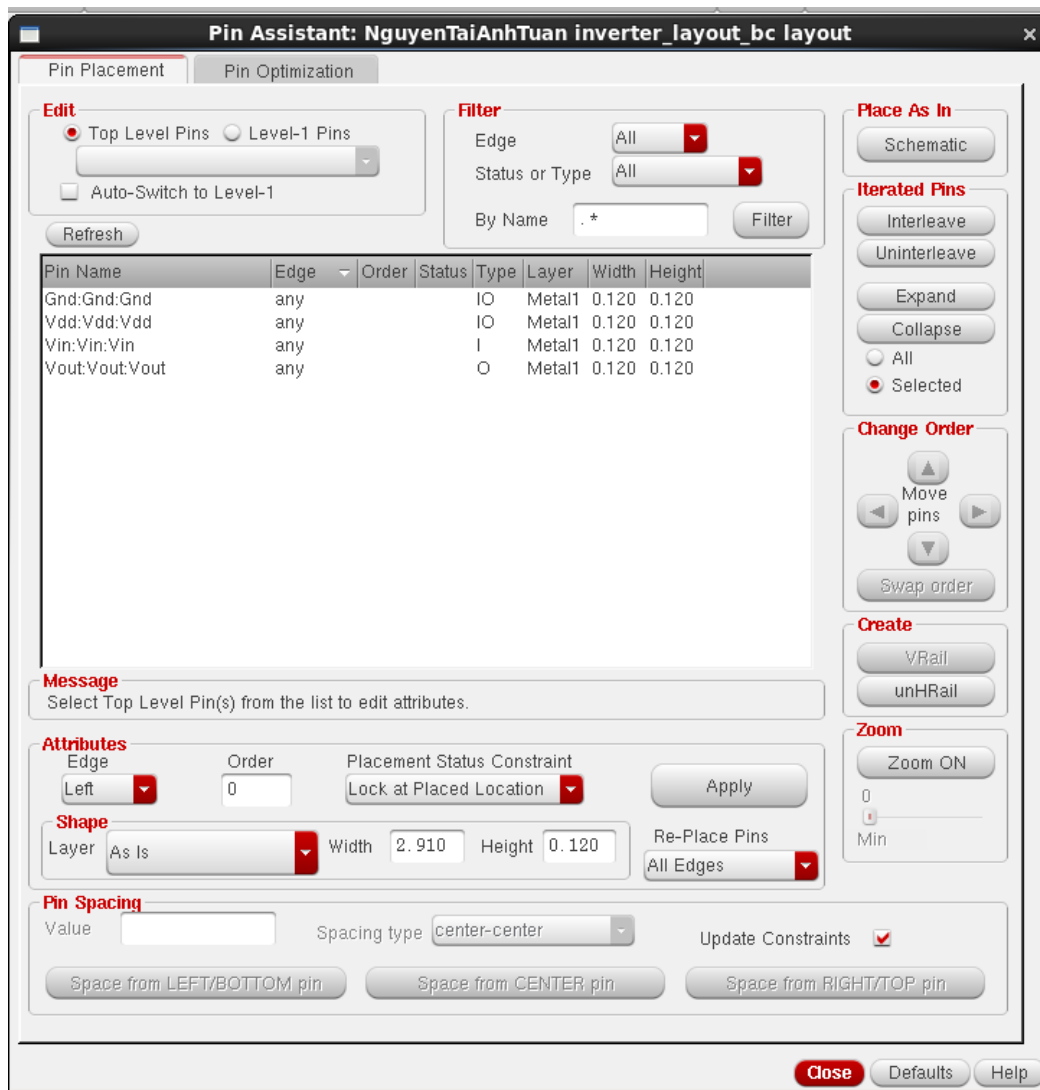 Pin Assistant: NguyenTaiAnhTuan inverter_layout_bc layout
Pin Placement
Pin Optimization
Edit
Top Level Pins
Level-1 Pins
Auto-Switch to Level-1
Refresh
Filter
Edge
All
Status or Type
All
By Name
.*
Filter
Pin Name Edge Order Status Type Layer Width Height
Gnd:Gnd:Gnd any IO Metal1 0.120 0.120
Vdd:Vdd:Vdd any IO Metal1 0.120 0.120
Vin:Vin:Vin any I Metal1 0.120 0.120
Vout:Vout:Vout any O Metal1 0.120 0.120
Place As In
Schematic
Iterated Pins
Interleave
Uninterleave
Expand
Collapse
All
Selected
Change Order
Move
pins
Swap order
Create
VRail
unHRail
Zoom
Zoom ON
0
Min
Message
Select Top Level Pin(s) from the list to edit attributes.
Attributes
Edge
Left
Order
0
Placement Status Constraint
Lock at Placed Location
Apply
Shape
Layer
As Is
Width
2.910
Height
0.120
Re-Place Pins
All Edges
Pin Spacing
Value
Spacing type
center-center
Update Constraints
Space from LEFT/BOTTOM pin
Space from CENTER pin
Space from RIGHT/TOP pin
Close
Defaults
Help